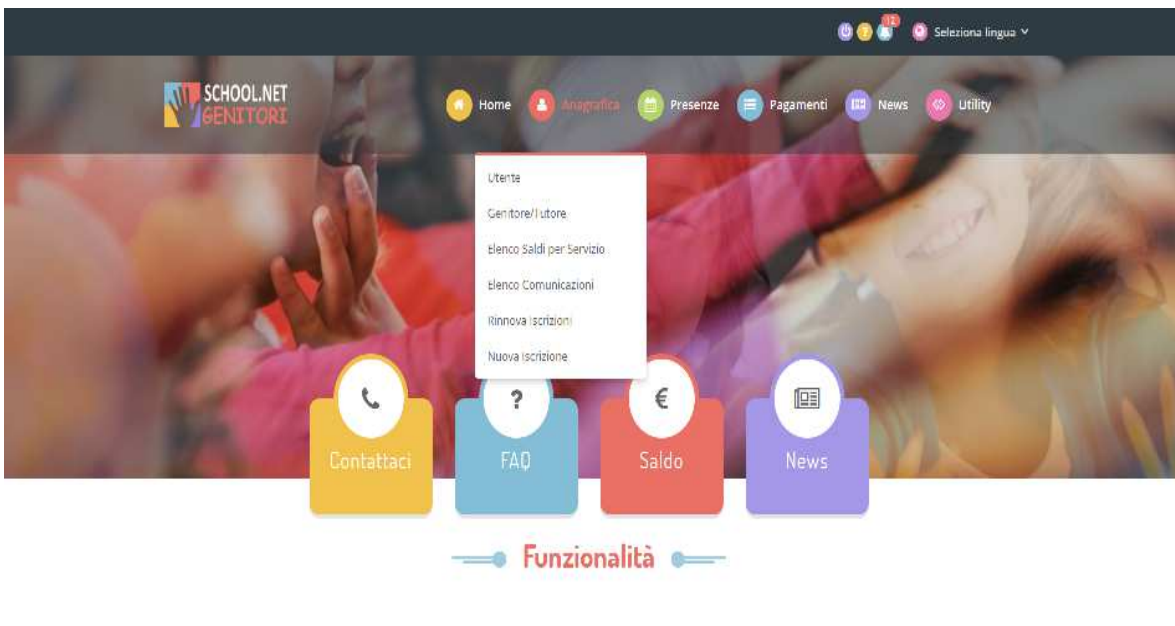 12
Seleziona lingua
SCHOOL.NET
GENITORI
Home Anagrafica Presenze Pagamenti News Utility
Utente
Genitore/Tutore
Elenco Saldi per Servizio
Elenco Comunicazioni
Rinnova Iscrizioni
Nuova Iscrizione
? €
Contattaci FAQ Saldo News
Funzionalità